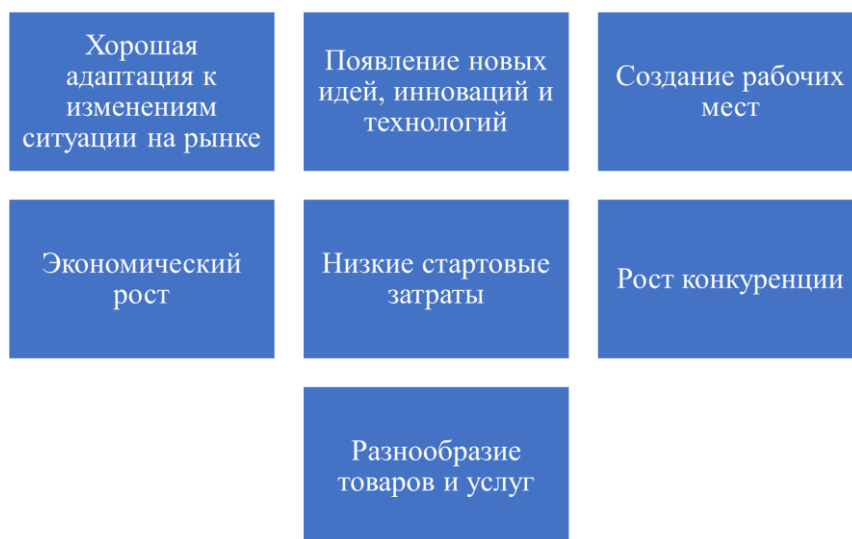 Хорошая
адаптация к
изменениям
ситуации на рынке
Появление новых
идей, инноваций и
технологий
Создание рабочих
мест
Экономический
рост
Низкие стартовые
затраты
Рост конкуренции
Разнообразие
товаров и услуг